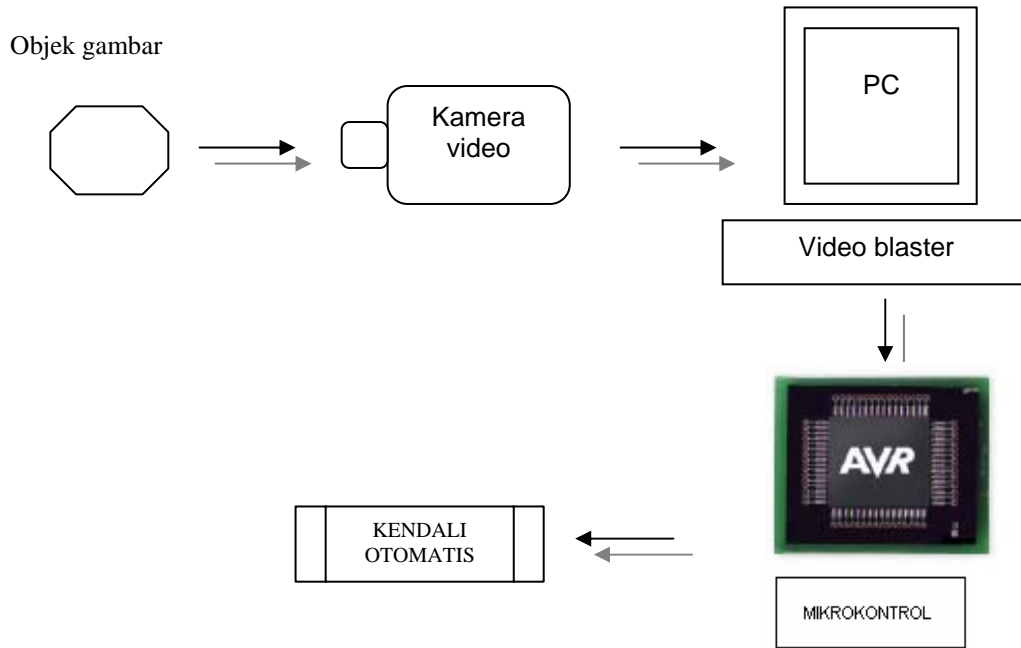 Objek gambar
Kamera
video
PC
Video blaster
AVR
KENDALI
OTOMATIS
MIKROKONTROL